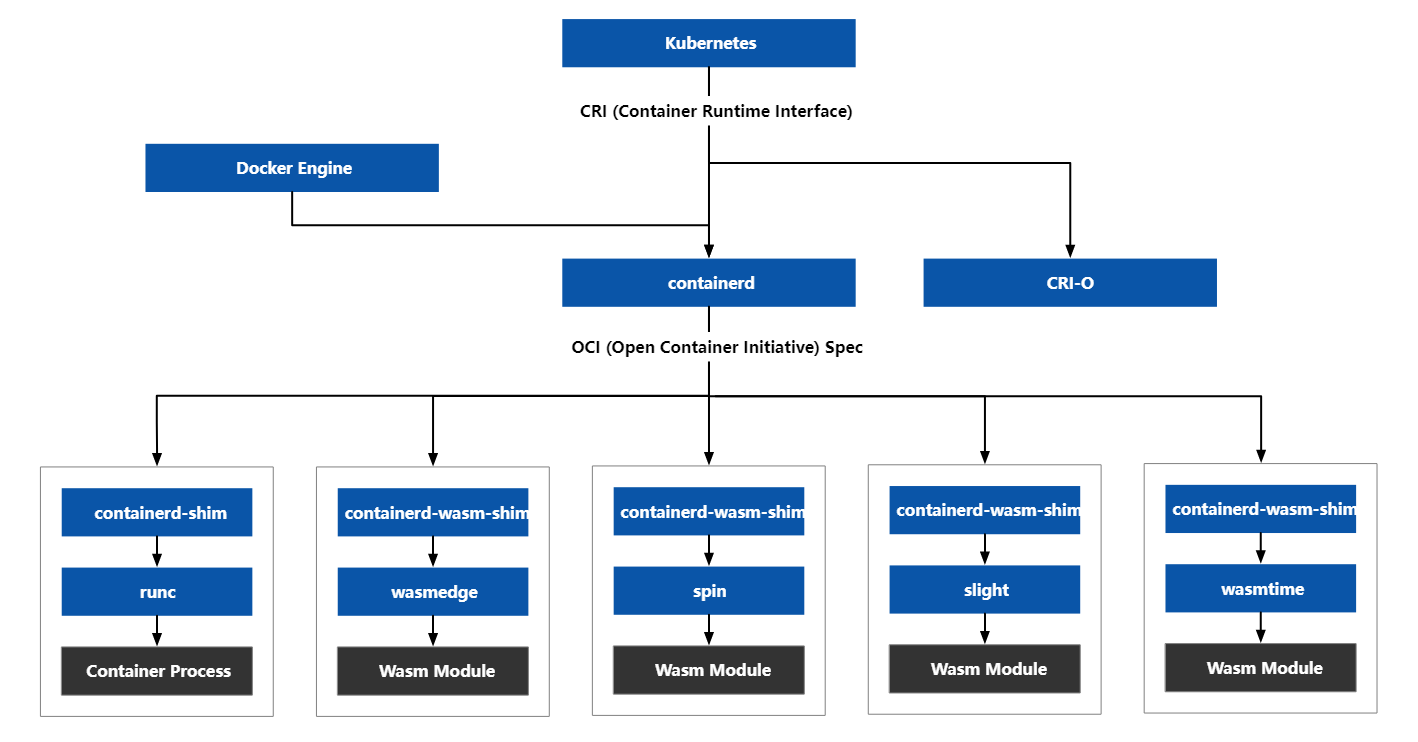 Kubernetes
CRI (Container Runtime Interface)
Docker Engine
containerd
CRI-O
OCI (Open Container Initiative) Spec
containerd-shim
runc
Container Process
containerd-wasm-shim
wasmedge
Wasm Module
containerd-wasm-shim
spin
Wasm Module
containerd-wasm-shim
slight
Wasm Module
containerd-wasm-shim
wasmtime
Wasm Module